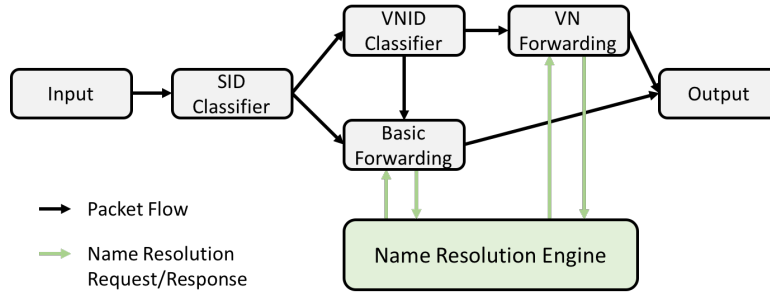 VNID
Classifier
VN
Forwarding
Input
SID
Classifier
Output
Basic
Forwarding
Packet Flow
Name Resolution
Request/Response
Name Resolution Engine